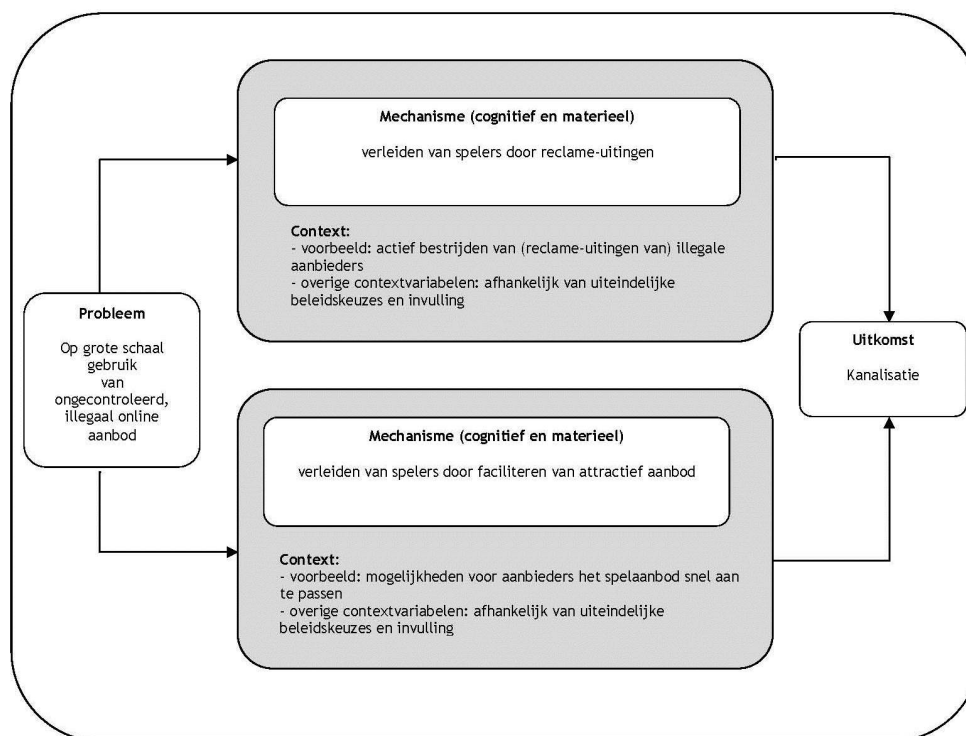 Mechanisme (cognitief en materieel)
verleiden van spelers door reclame-uitingen
Context:
- voorbeeld: actief bestrijden van (reclame-uitingen van) illegale
aanbieders
- overige contextvariabelen: afhankelijk van uiteindelijke
beleidskeuzes en invulling
Probleem
Op grote schaal
gebruik
van
ongecontroleerd,
illegaal online
aanbod
Uitkomst
Kanalisatie
Mechanisme (cognitief en materieel)
verleiden van spelers door faciliteren van attractief aanbod
Context:
- voorbeeld: mogelijkheden voor aanbieders het spelaanbod snel aan
te passen
- overige contextvariabelen: afhankelijk van uiteindelijke
beleidskeuzes en invulling